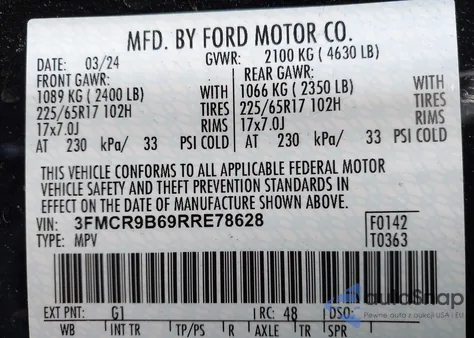 MFD. BY FORD MOTOR CO.
DATE: 03/24 GVWR: 2100 KG ( 4630 LB)
FRONT GAWR: REAR GAWR:
1089 KG ( 2400 LB) WITH 1066 KG ( 2350 LB) WITH
225/65R17 102H TIRES 225/65R17 102H TIRES
17x7.0J RIMS 17x7.0J RIMS
AT 230 kPa/ 33 PSI COLD AT 230 kPa/ 33 PSI COLD
THIS VEHICLE CONFORMS TO ALL APPLICABLE FEDERAL MOTOR
VEHICLE SAFETY AND THEFT PREVENTION STANDARDS IN
EFFECT ON THE DATE OF MANUFACTURE SHOWN ABOVE.
VIN: 3FMCR9B69RRE78628 F0142
TYPE: MPV T0363
EXT PNT: G1 RC: 48 DSO:
WB INT TR TP/PS R AXLE TR SPR
autoSnap
Pewne auta z aukcji USA i EU